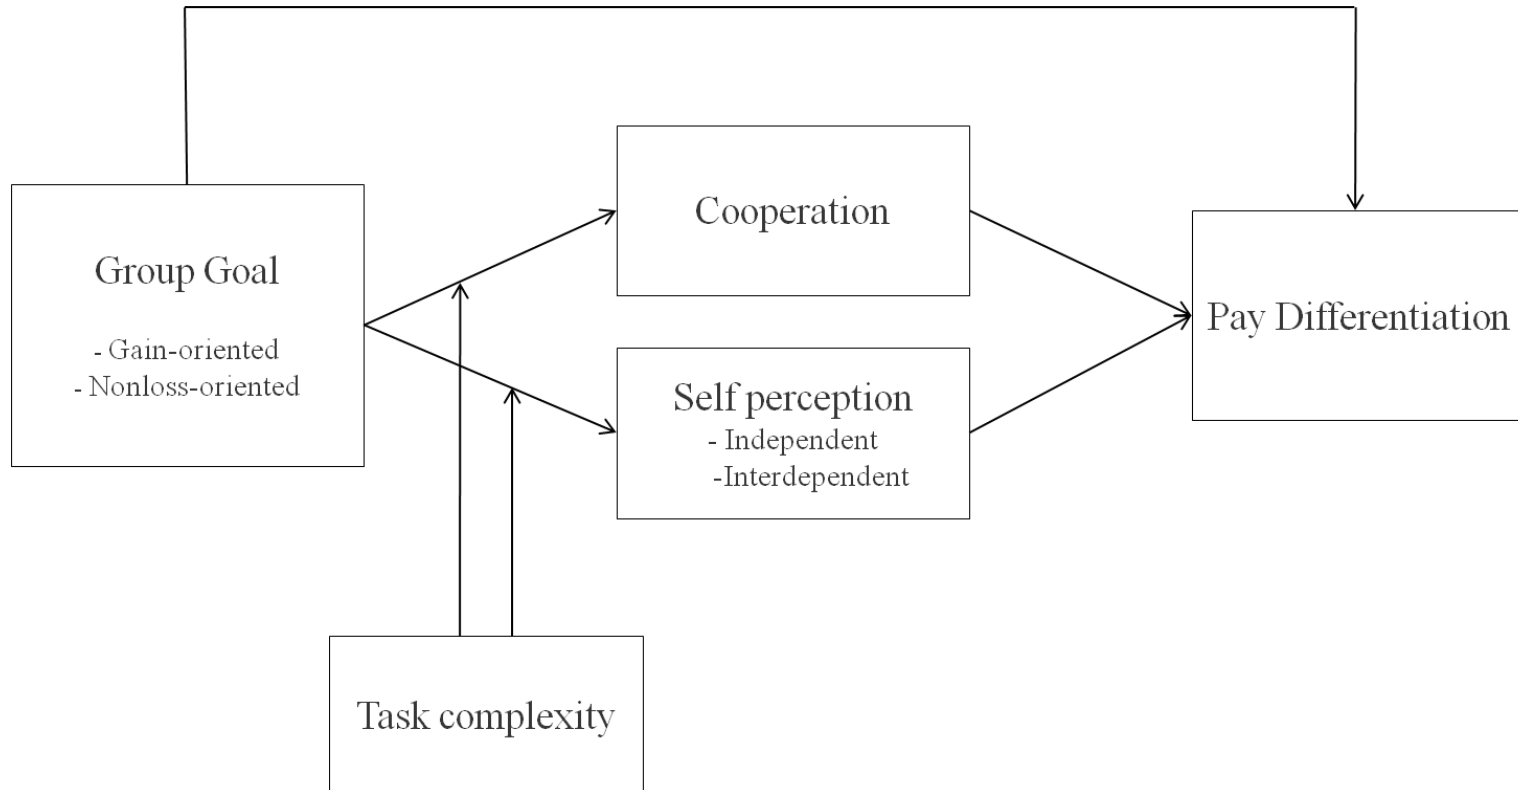 Group Goal
- Gain-oriented
- Nonloss-oriented
Cooperation
Self perception
- Independent
-Interdependent
Pay Differentiation
Task complexity